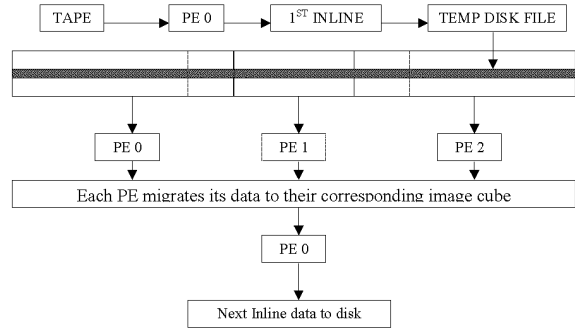 TAPE
PE 0
1ST INLINE
TEMP DISK FILE
PE 0
PE 1
PE 2
Each PE migrates its data to their corresponding image cube
PE 0
Next Inline data to disk